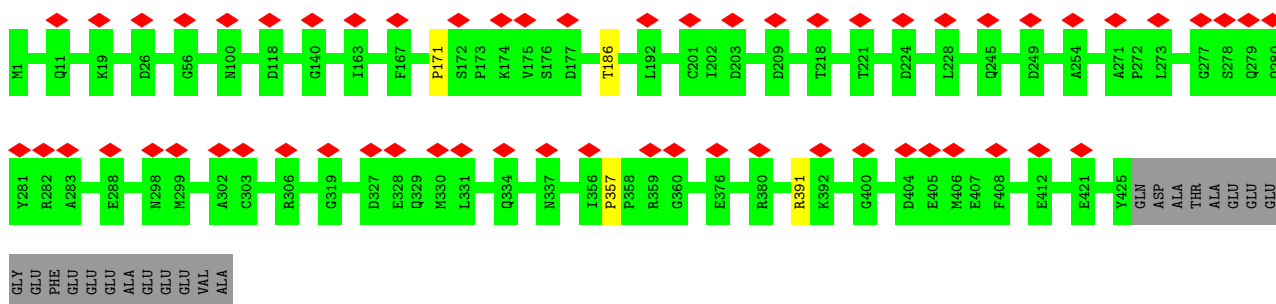 M1 Q11 K19 D26 G56 N100 D118 G140 I163 F167 P171 S172 P173 K174 V175 S176 D177 T186 L192 C201 I202 D203 D209 T218 T221 D224 L228 Q245 D249 A254 A271 P272 L273 G277 S278 Q279
Y281 R282 A283 E288 N298 M299 A302 C303 R306 G319 D327 E328 Q329 M330 L331 Q334 N337 I356 P357 P358 R359 G360 E376 R380 R391 K392 G400 D404 E405 M406 E407 F408 E412 E421 Y425 GLN ASP ALA THR ALA GLU GLU GLU
GLY GLU PHE GLU GLU GLU ALA GLU GLU GLU VAL ALA